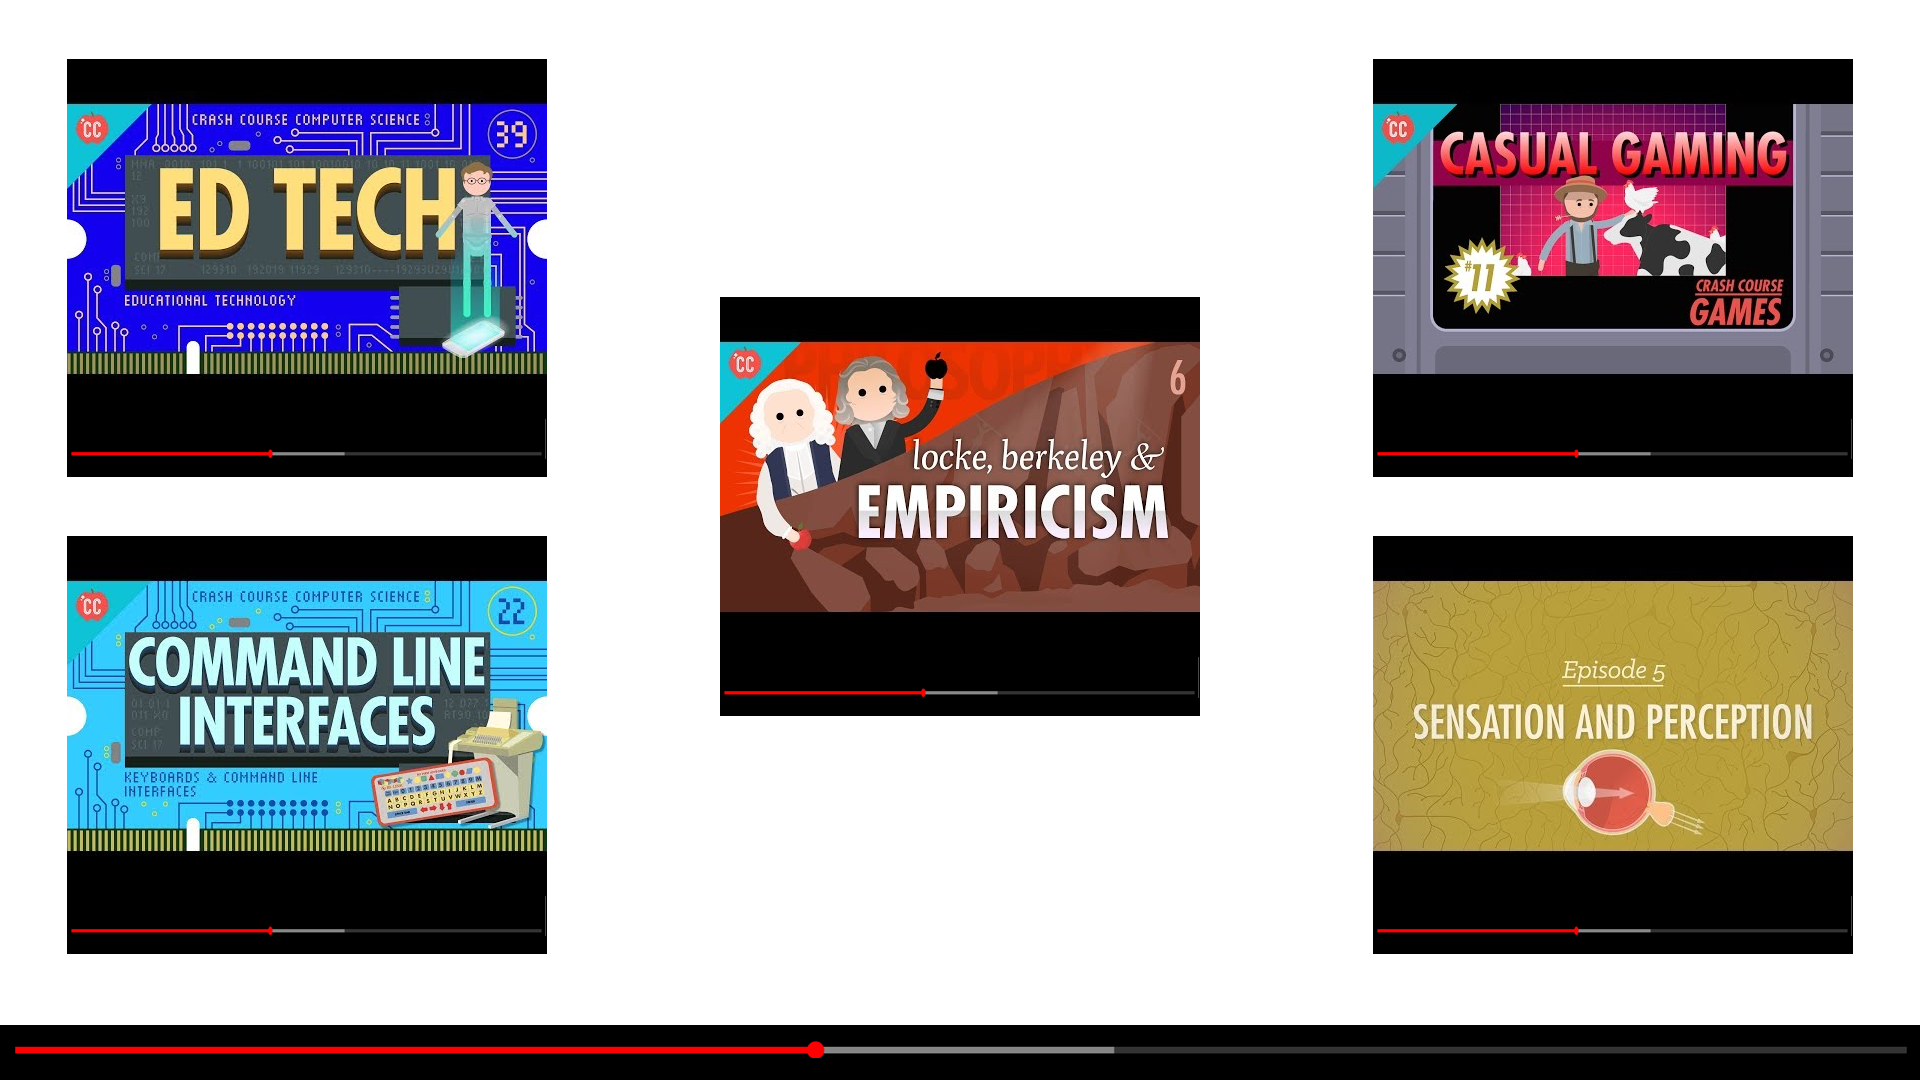 CC
CRASH COURSE COMPUTER SCIENCE
39
ED TECH
EDUCATIONAL TECHNOLOGY
CC
CRASH COURSE COMPUTER SCIENCE
22
COMMAND LINE
INTERFACES
KEYBOARDS & COMMAND LINE
INTERFACES
CC
PHILOSOPHY
6
locke, berkeley &
EMPIRICISM
CC
CASUAL GAMING
#11
CRASH COURSE
GAMES
Episode 5
SENSATION AND PERCEPTION